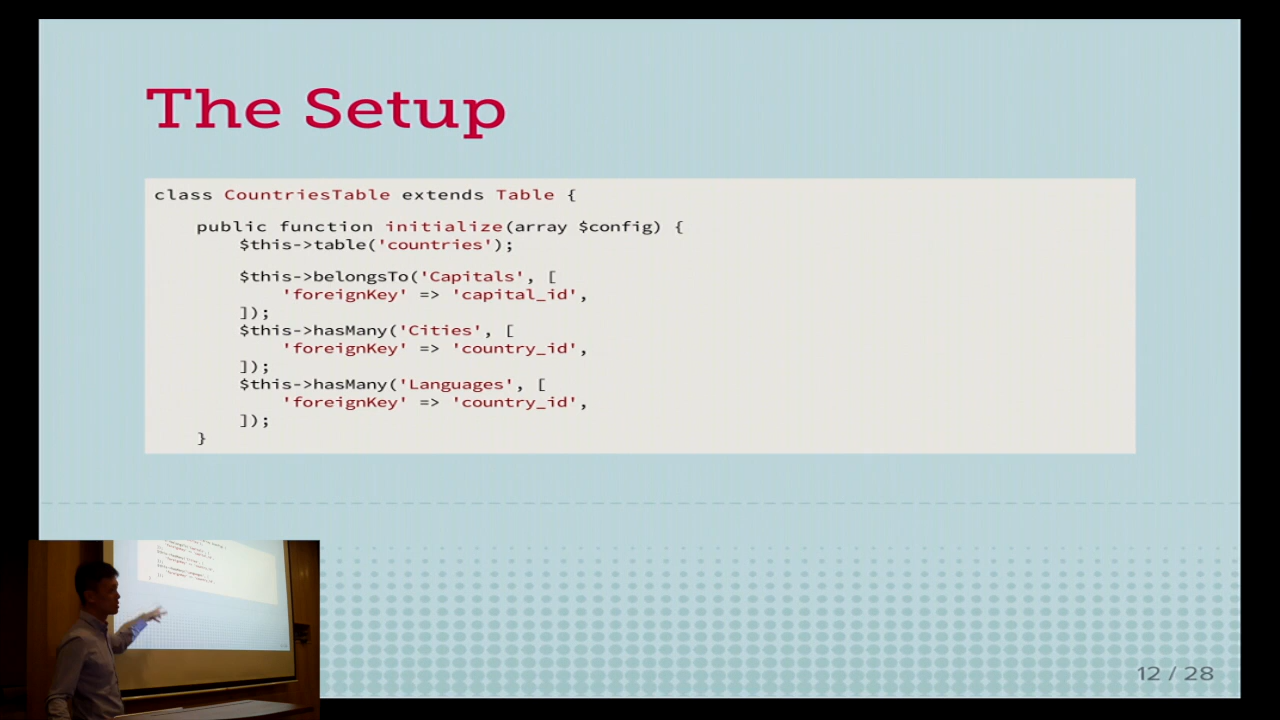 The Setup
class CountriesTable extends Table {
public function initialize(array $config) {
$this->table('countries');
$this->belongsTo('Capitals', [
'foreignKey' => 'capital_id',
]);
$this->hasMany('Cities', [
'foreignKey' => 'country_id',
]);
$this->hasMany('Languages', [
'foreignKey' => 'country_id',
]);
}
12 / 28